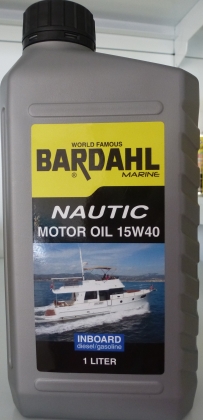 WORLD FAMOUS
BARDAHL
® MARINE
NAUTIC
MOTOR OIL 15W40
INBOARD
diesel/gasoline
1 LITER